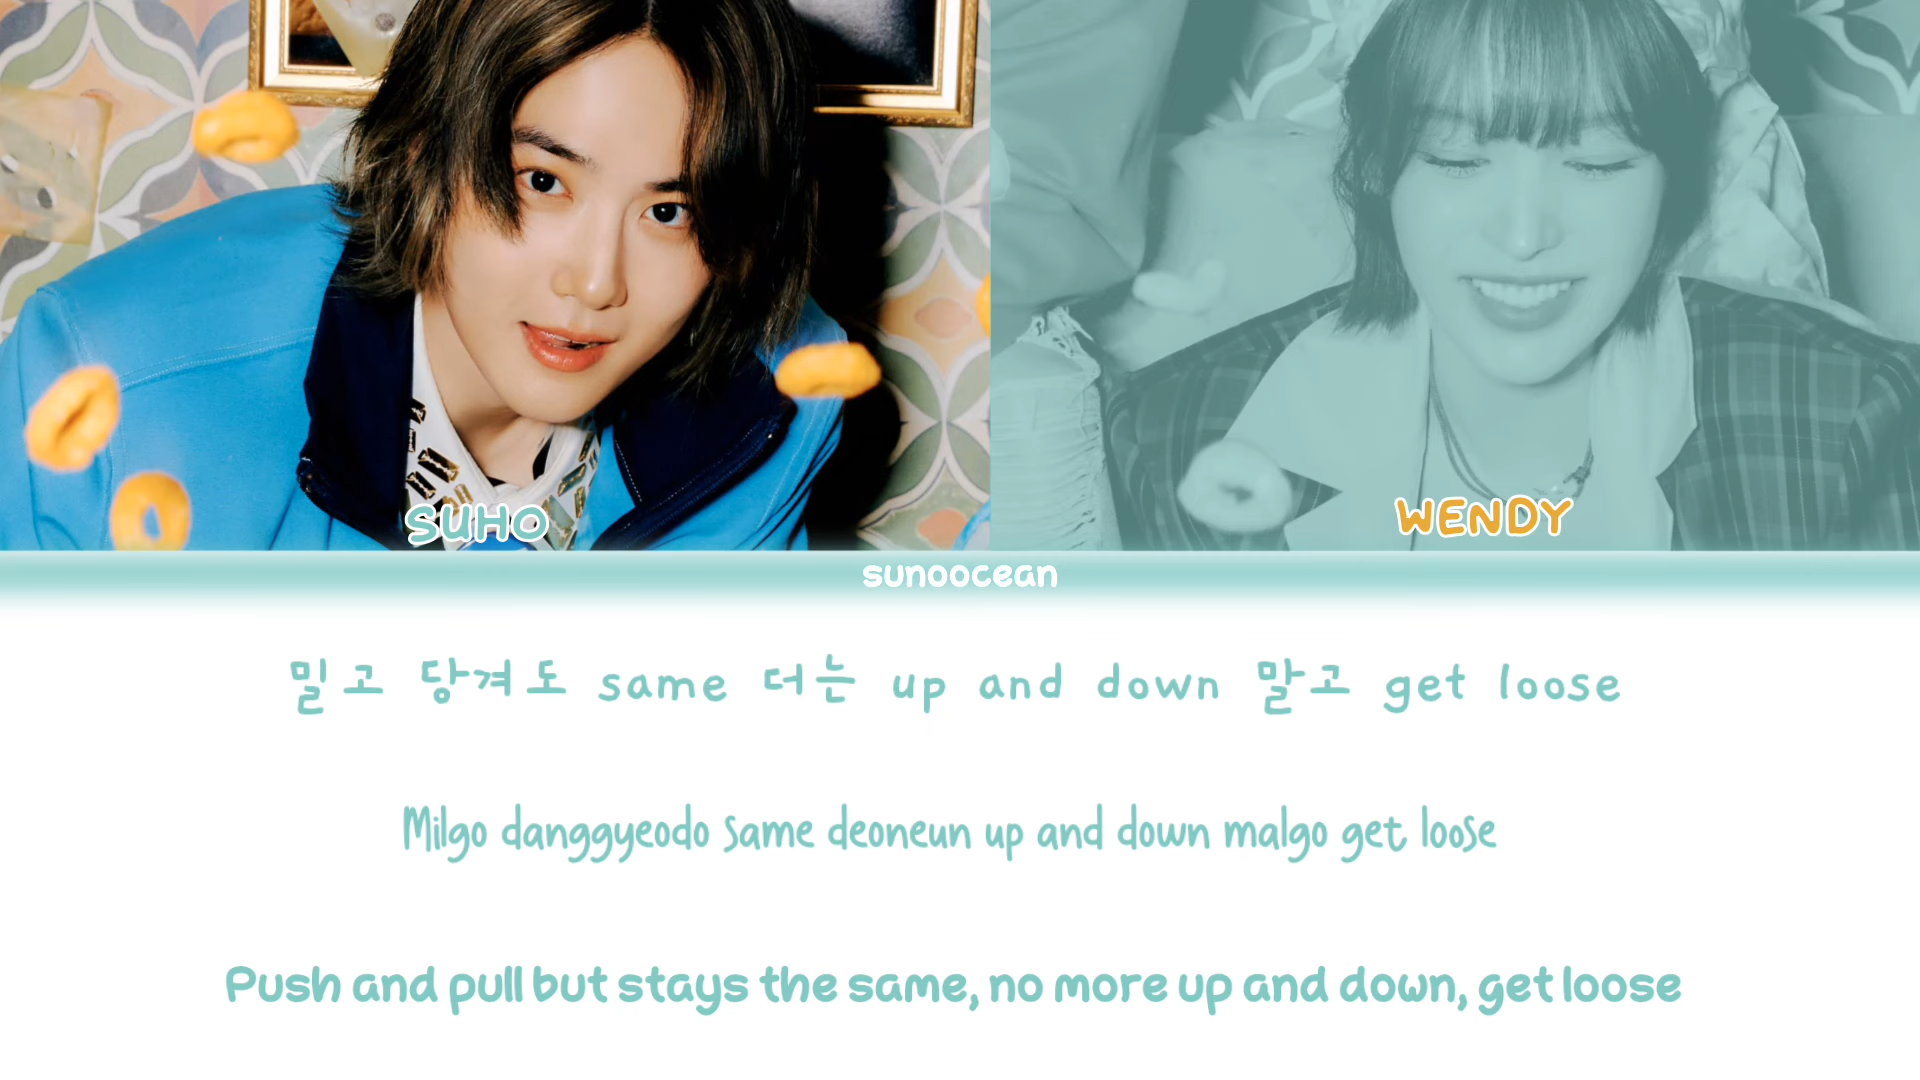 SUHO
WENDY
sunoocean
밀고 당겨도 same 더는 up and down 말고 get loose
Milgo danggyeodo same deoneun up and down malgo get loose
Push and pull but stays the same, no more up and down, get loose